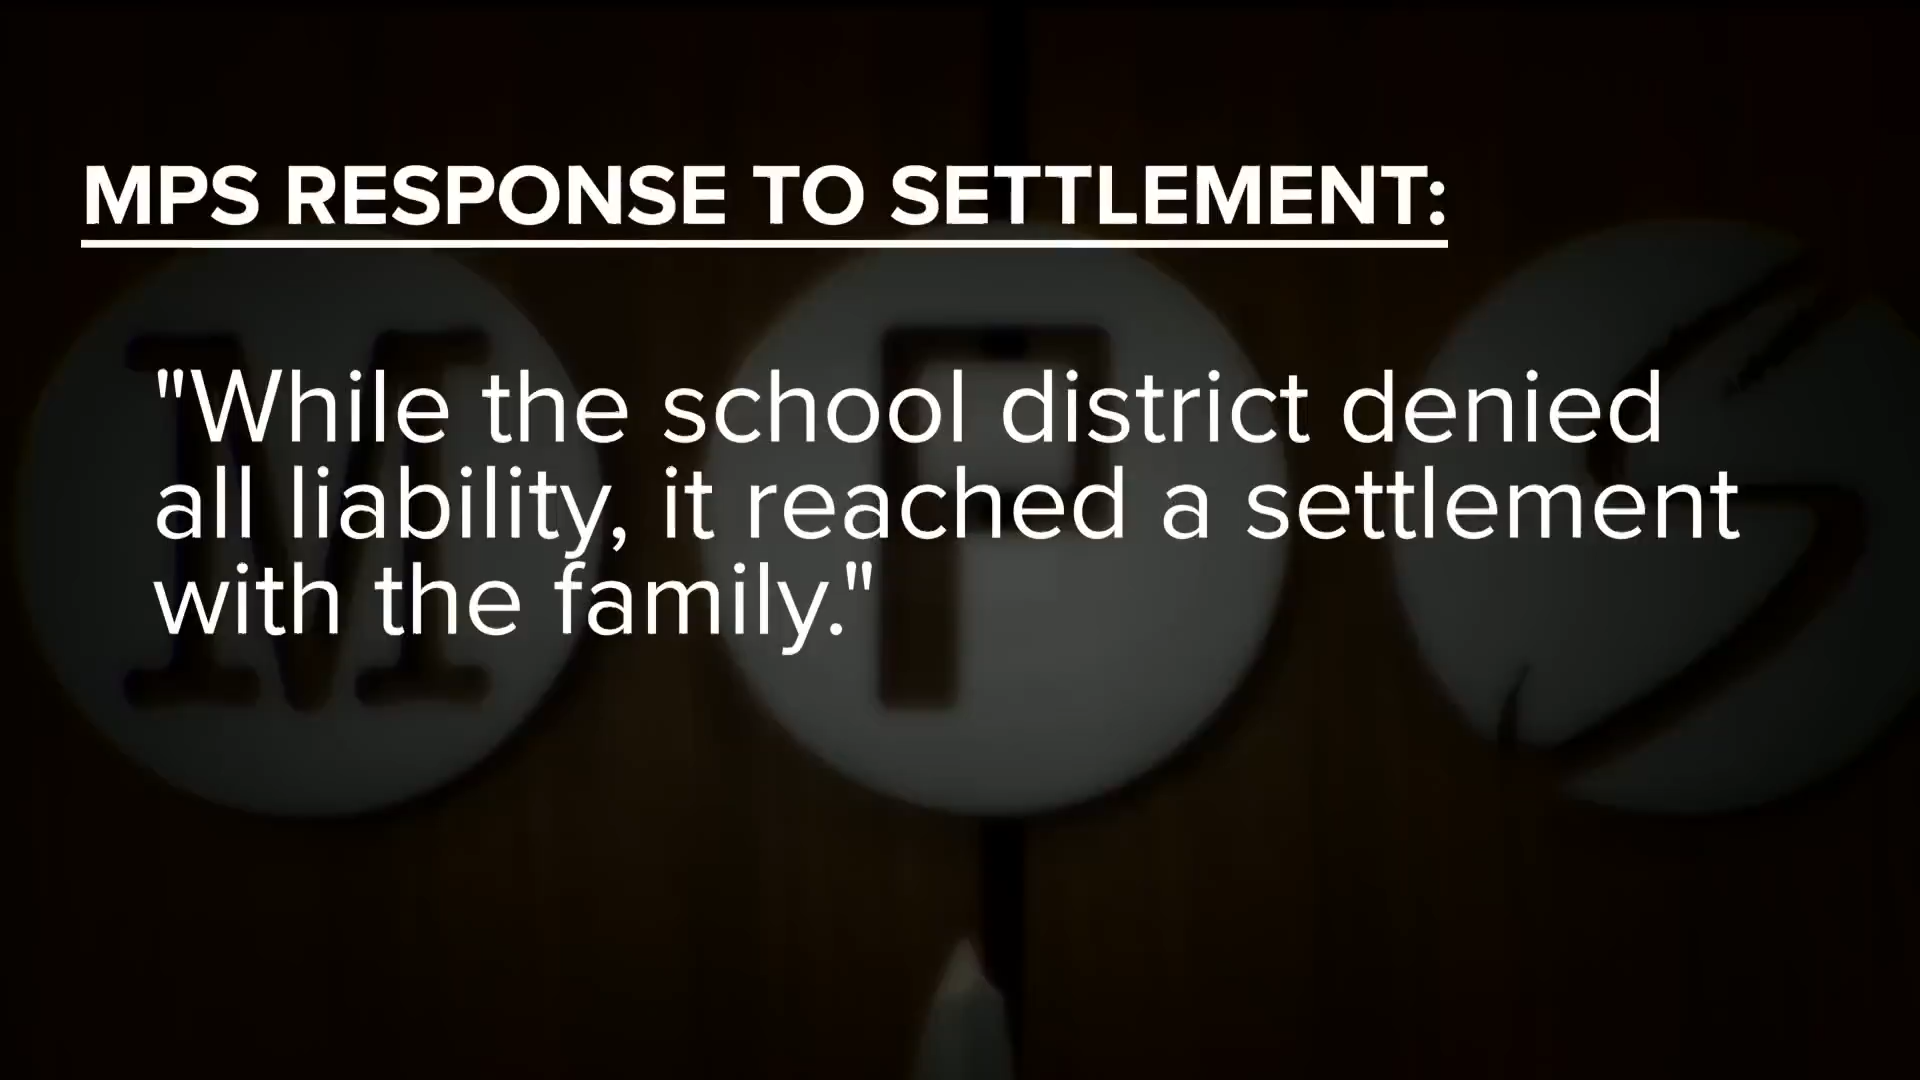 MPS RESPONSE TO SETTLEMENT:
"While the school district denied
all liability, it reached a settlement
with the family."
M P S